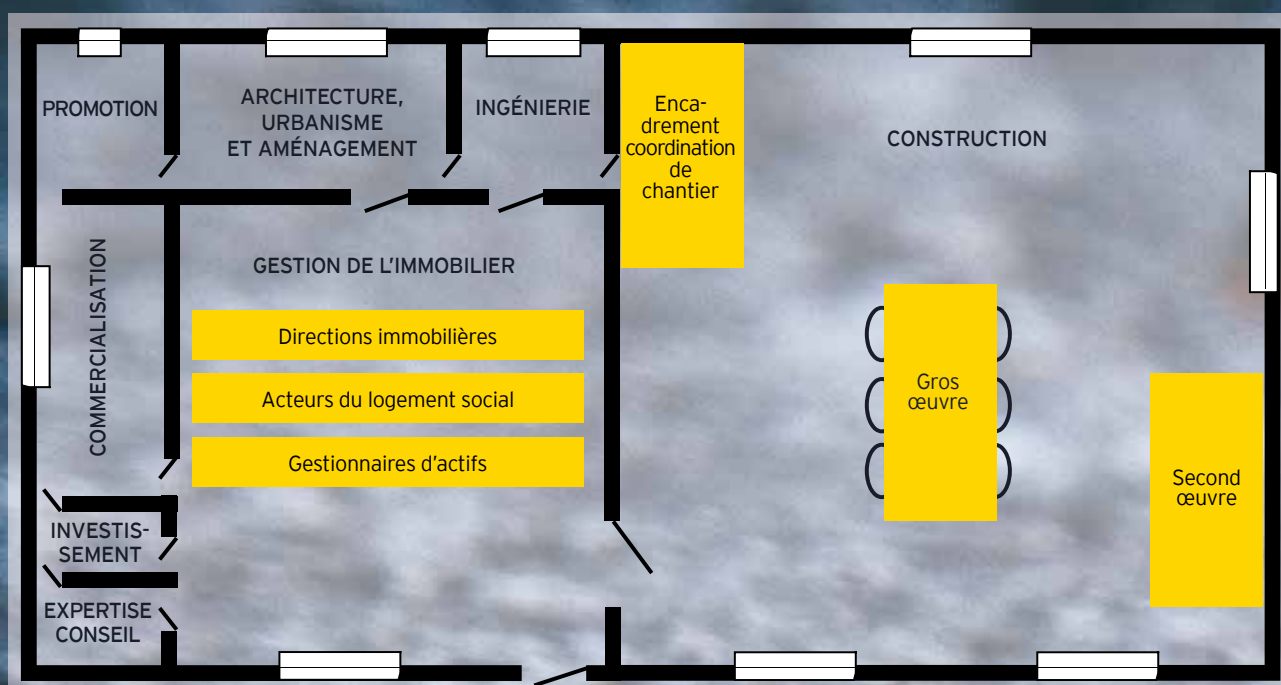 PROMOTION
ARCHITECTURE,
URBANISME
ET AMÉNAGEMENT
INGÉNIERIE
Enca-
drement
coordination
de
chantier
CONSTRUCTION
COMMERCIALISATION
GESTION DE L'IMMOBILIER
Directions immobilières
Acteurs du logement social
Gestionnaires d'actifs
Gros
œuvre
Second
œuvre
INVESTIS-
SEMENT
EXPERTISE
CONSEIL